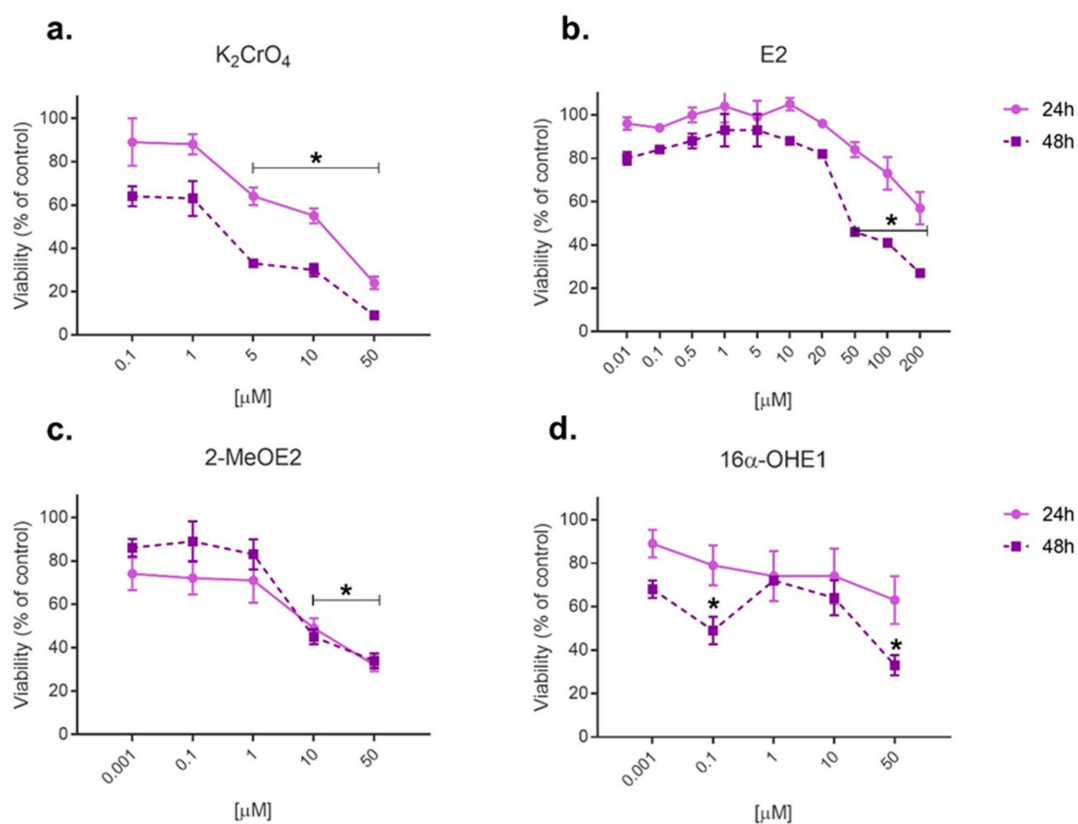 a.
K₂CrO₄
Viability (% of control)
100
80
60
40
20
0
*
0.1
1
5
10
50
[μM]
b.
E2
Viability (% of control)
100
80
60
40
20
0
*
0.01
0.1
0.5
1
5
10
20
50
100
200
[μM]
24h
48h
c.
2-MeOE2
Viability (% of control)
100
80
60
40
20
0
*
0.001
0.1
1
10
50
[μM]
d.
16α-OHE1
Viability (% of control)
100
80
60
40
20
0
*
*
0.001
0.1
1
10
50
[μM]
24h
48h